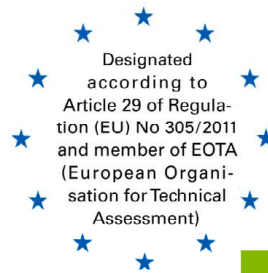 Designated
according to
Article 29 of Regula-
tion (EU) No 305/2011
and member of EOTA
(European Organi-
sation for Technical
Assessment)